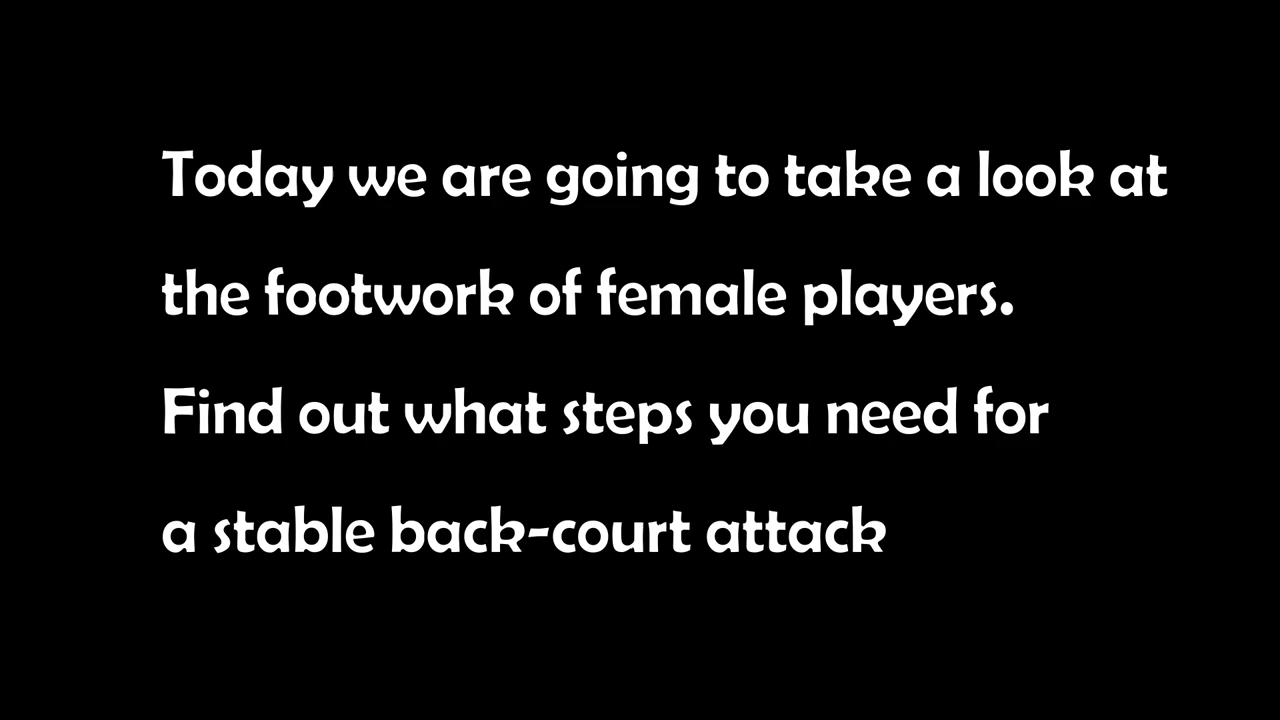 Today we are going to take a look at
the footwork of female players.
Find out what steps you need for
a stable back-court attack